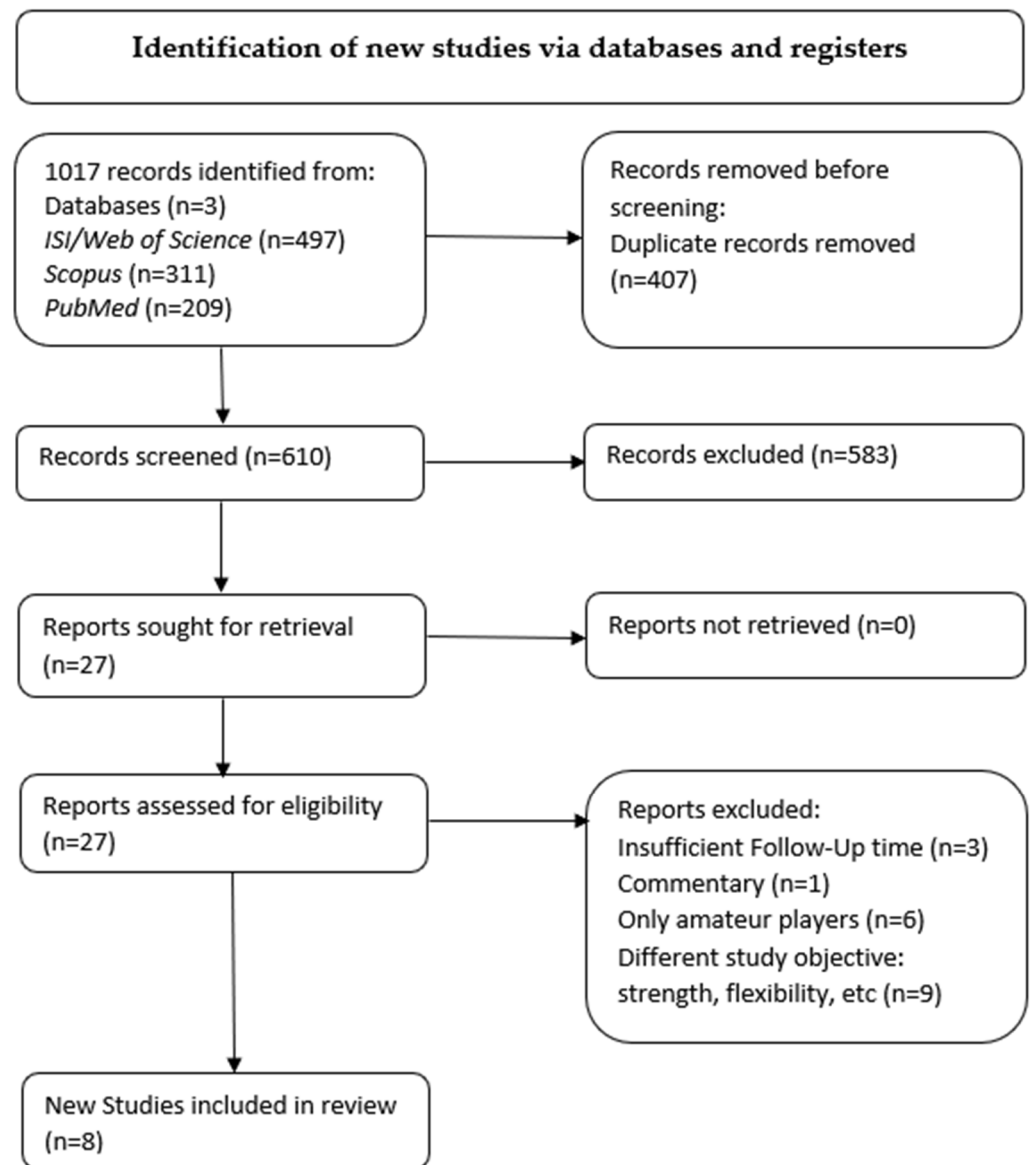 Identification of new studies via databases and registers
1017 records identified from:
Databases (n=3)
ISI/Web of Science (n=497)
Scopus (n=311)
PubMed (n=209)
Records removed before
screening:
Duplicate records removed
(n=407)
Records screened (n=610)
Records excluded (n=583)
Reports sought for retrieval
(n=27)
Reports not retrieved (n=0)
Reports assessed for eligibility
(n=27)
Reports excluded:
Insufficient Follow-Up time (n=3)
Commentary (n=1)
Only amateur players (n=6)
Different study objective:
strength, flexibility, etc (n=9)
New Studies included in review
(n=8)